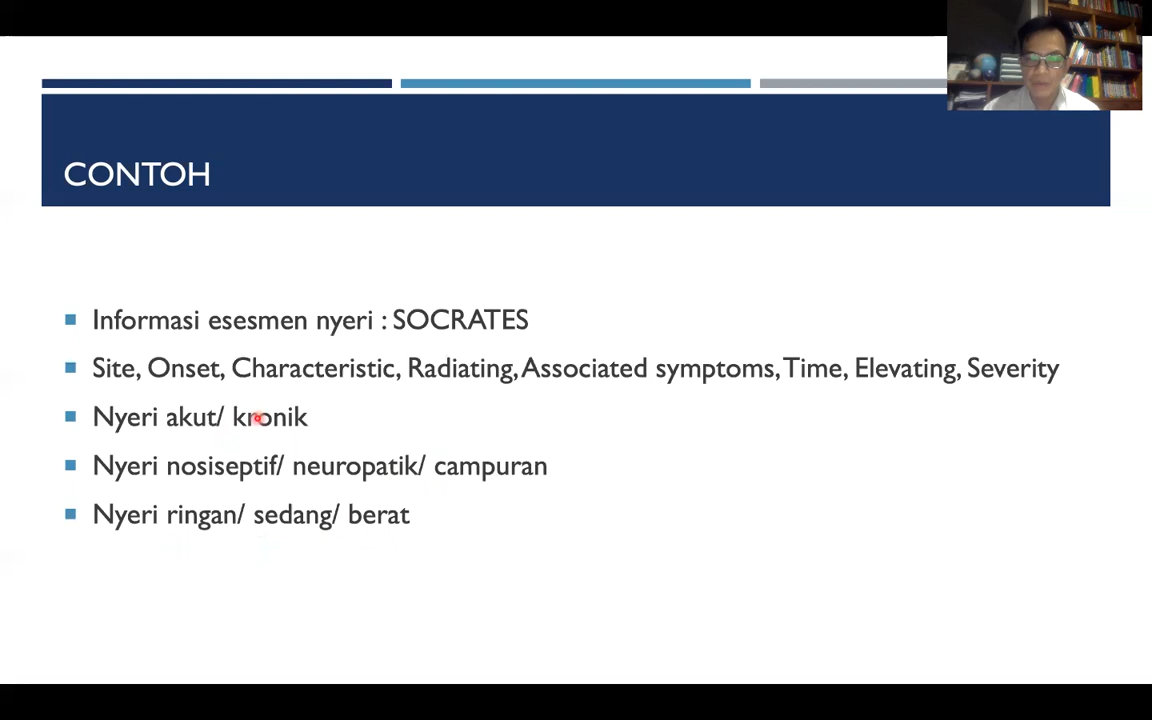 CONTOH
Informasi esesmen nyeri : SOCRATES
Site, Onset, Characteristic, Radiating, Associated symptoms, Time, Elevating, Severity
Nyeri akut/ kronik
Nyeri nosiseptif/ neuropatik/ campuran
Nyeri ringan/ sedang/ berat